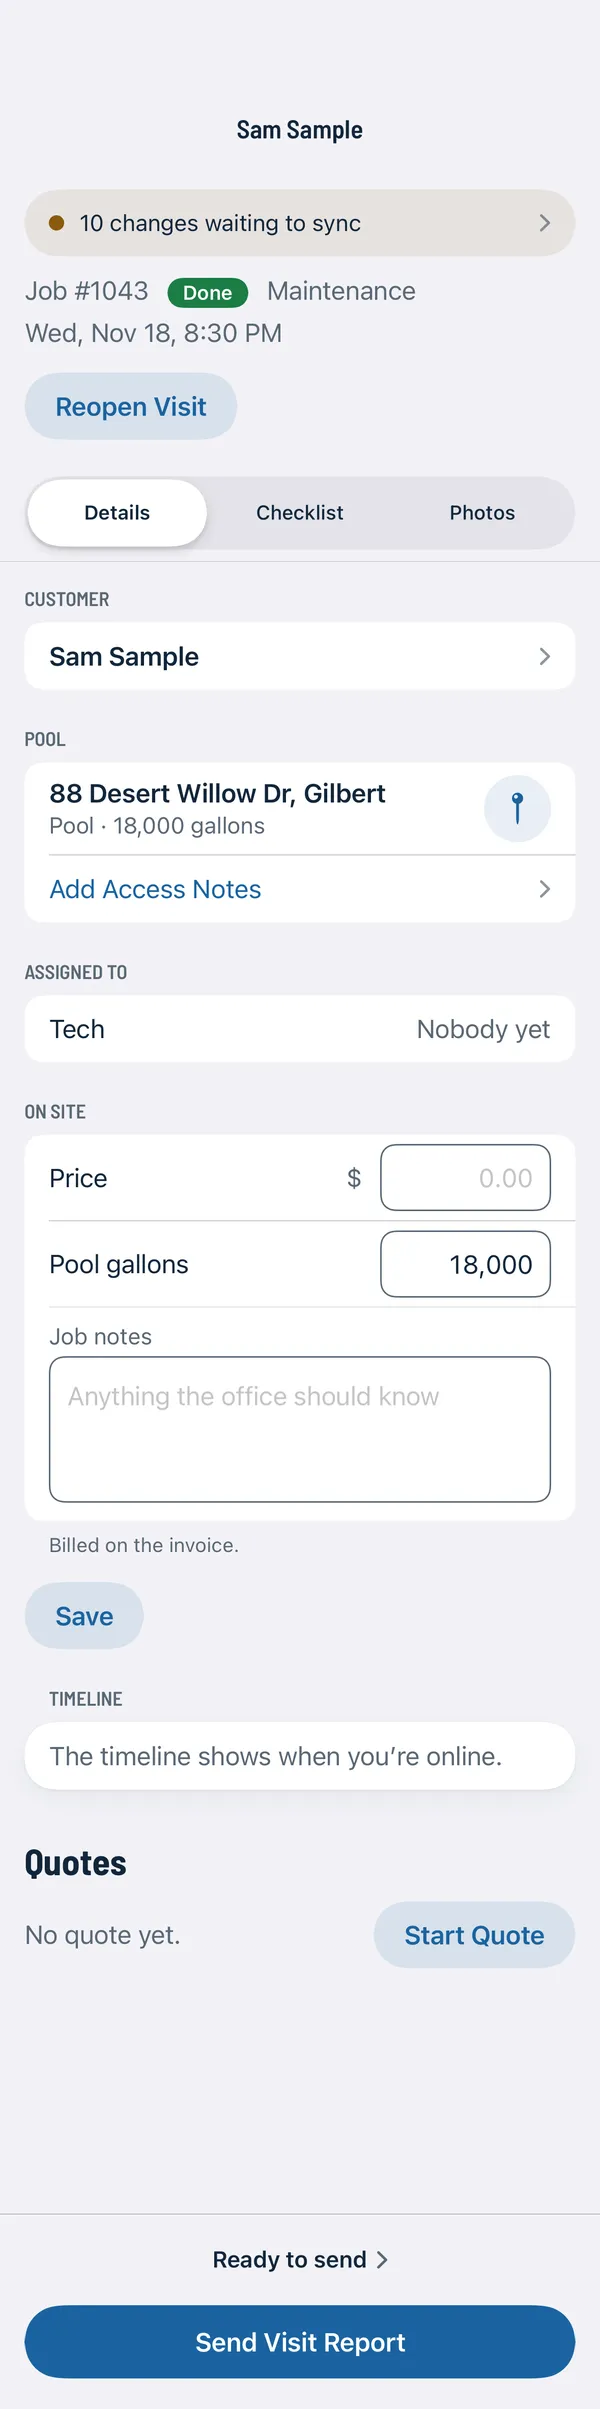 Sam Sample
10 changes waiting to sync
Job #1043 Done Maintenance
Wed, Nov 18, 8:30 PM
Reopen Visit
Details Checklist Photos
CUSTOMER
Sam Sample
POOL
88 Desert Willow Dr, Gilbert
Pool · 18,000 gallons
Add Access Notes
ASSIGNED TO
Tech Nobody yet
ON SITE
Price $ 0.00
Pool gallons 18,000
Job notes
Anything the office should know
Billed on the invoice.
Save
TIMELINE
The timeline shows when you’re online.
Quotes
No quote yet. Start Quote
Ready to send
Send Visit Report